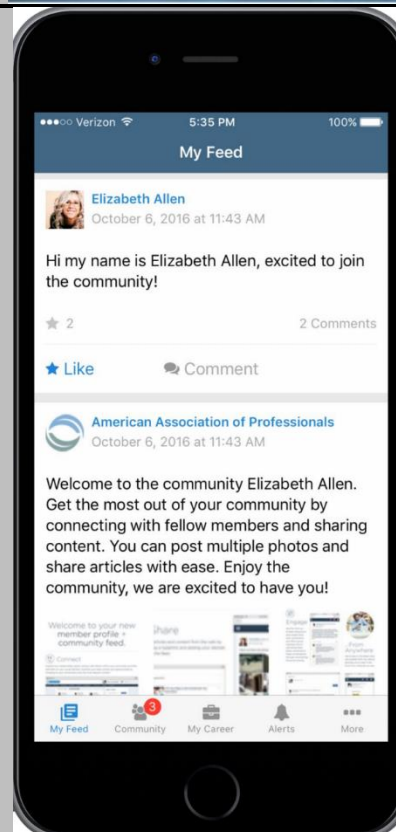 Verizon 5:35 PM 100%
My Feed
Elizabeth Allen
October 6, 2016 at 11:43 AM
Hi my name is Elizabeth Allen, excited to join
the community!
2 2 Comments
Like Comment
American Association of Professionals
October 6, 2016 at 11:43 AM
Welcome to the community Elizabeth Allen.
Get the most out of your community by
connecting with fellow members and sharing
content. You can post multiple photos and
share articles with ease. Enjoy the
community, we are excited to have you!
Welcome to your new
member profile +
community feed.
Connect
Share
Engage
From
Anywhere
3
My Feed Community My Career Alerts More